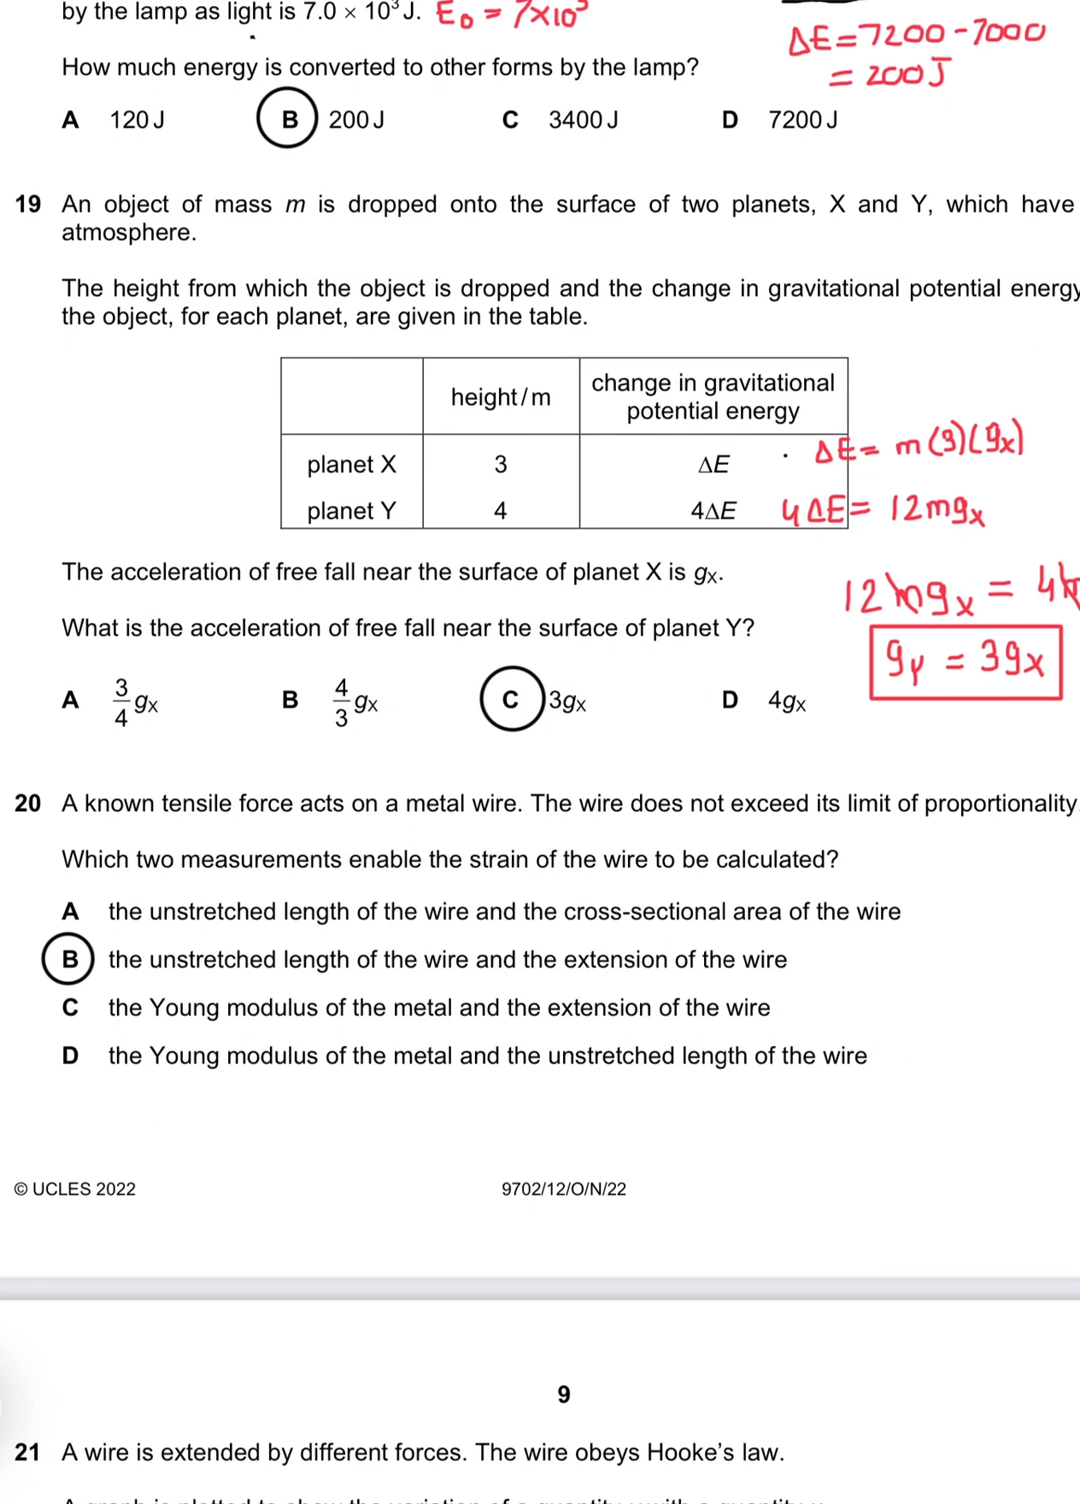 by the lamp as light is 7.0 × 10³ J. E₀ = 7×10³
ΔE=7200-7000
= 200J
How much energy is converted to other forms by the lamp?
A 120 J B 200 J C 3400 J D 7200 J
19 An object of mass m is dropped onto the surface of two planets, X and Y, which have
atmosphere.
The height from which the object is dropped and the change in gravitational potential energy
the object, for each planet, are given in the table.
height/m change in gravitational
potential energy
planet X 3 ΔE ΔE= m(3)(gx)
planet Y 4 4ΔE 4ΔE= 12mgx
The acceleration of free fall near the surface of planet X is gX.
12mgx = 4
What is the acceleration of free fall near the surface of planet Y?
gy = 3gx
A 3/4 gX B 4/3 gX C 3gX D 4gX
20 A known tensile force acts on a metal wire. The wire does not exceed its limit of proportionality.
Which two measurements enable the strain of the wire to be calculated?
A the unstretched length of the wire and the cross-sectional area of the wire
B the unstretched length of the wire and the extension of the wire
C the Young modulus of the metal and the extension of the wire
D the Young modulus of the metal and the unstretched length of the wire
© UCLES 2022 9702/12/O/N/22
9
21 A wire is extended by different forces. The wire obeys Hooke's law.